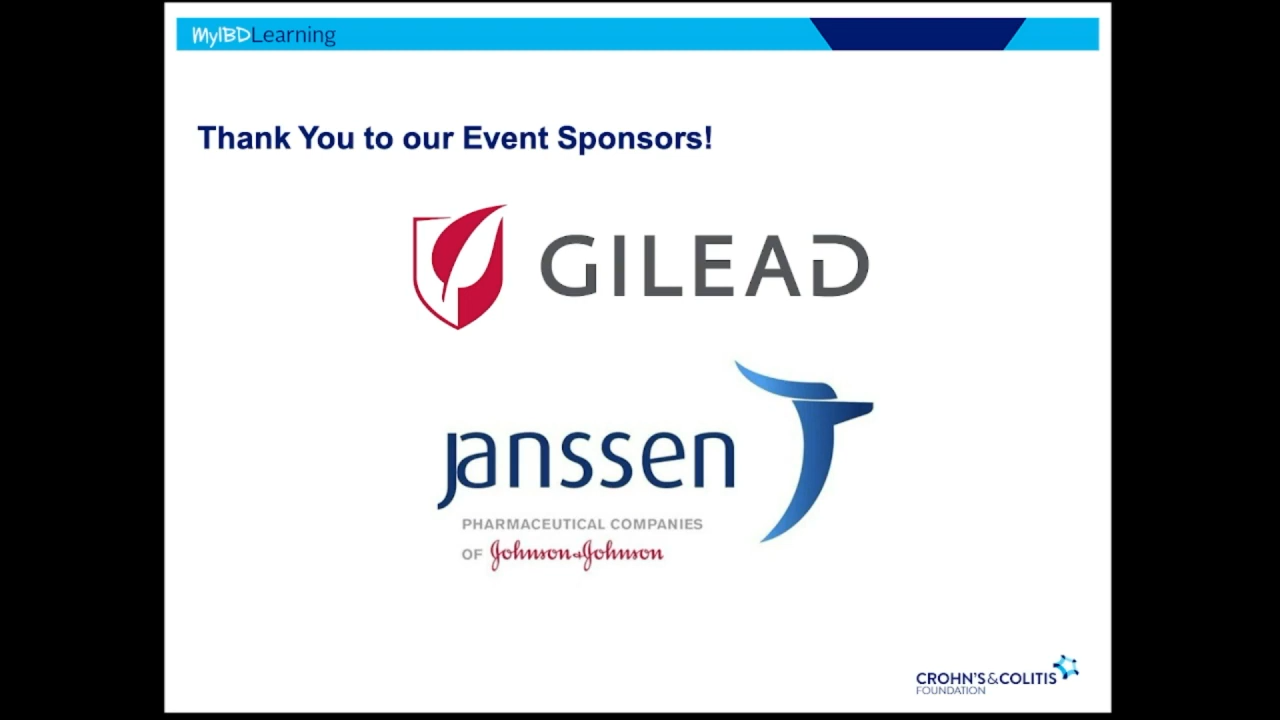 MyIBDLearning
Thank You to our Event Sponsors!
GILEAD
janssen
PHARMACEUTICAL COMPANIES
OF Johnson&Johnson
CROHN'S&COLITIS
FOUNDATION